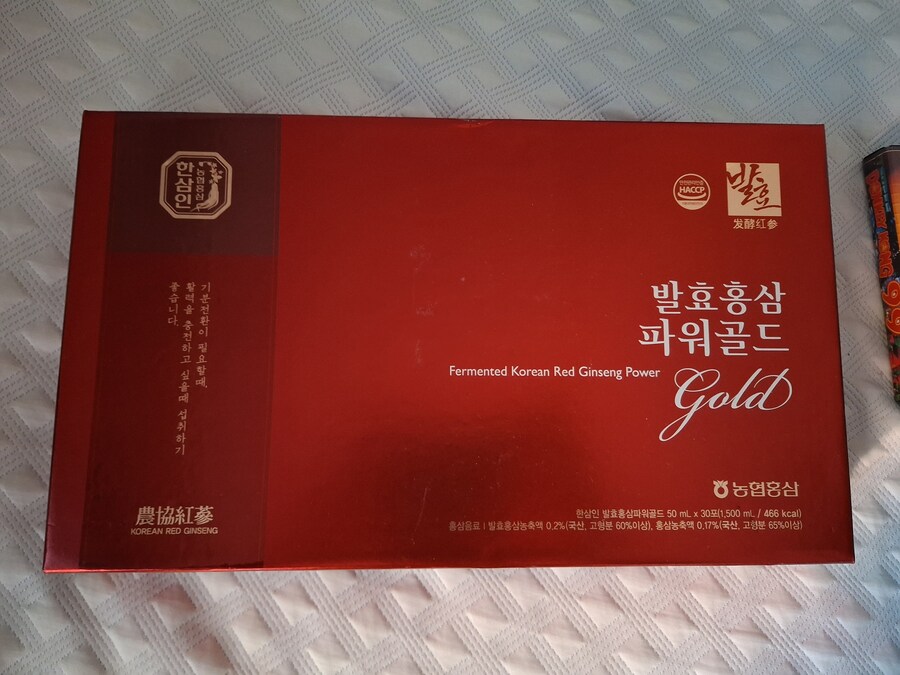 한삼인
농협홍삼
기분전환이 필요할때,
활력을 충전하고 싶을때 섭취하기
좋습니다.
農協紅蔘
KOREAN RED GINSENG
HACCP
발효
发酵红参
발효홍삼
파워골드
Fermented Korean Red Ginseng Power
Gold
농협홍삼
한삼인 발효홍삼파워골드 50 mL x 30포(1,500 mL / 466 kcal)
홍삼음료 | 발효홍삼농축액 0.2%(국산, 고형분 60%이상), 홍삼농축액 0.17%(국산, 고형분 65%이상)